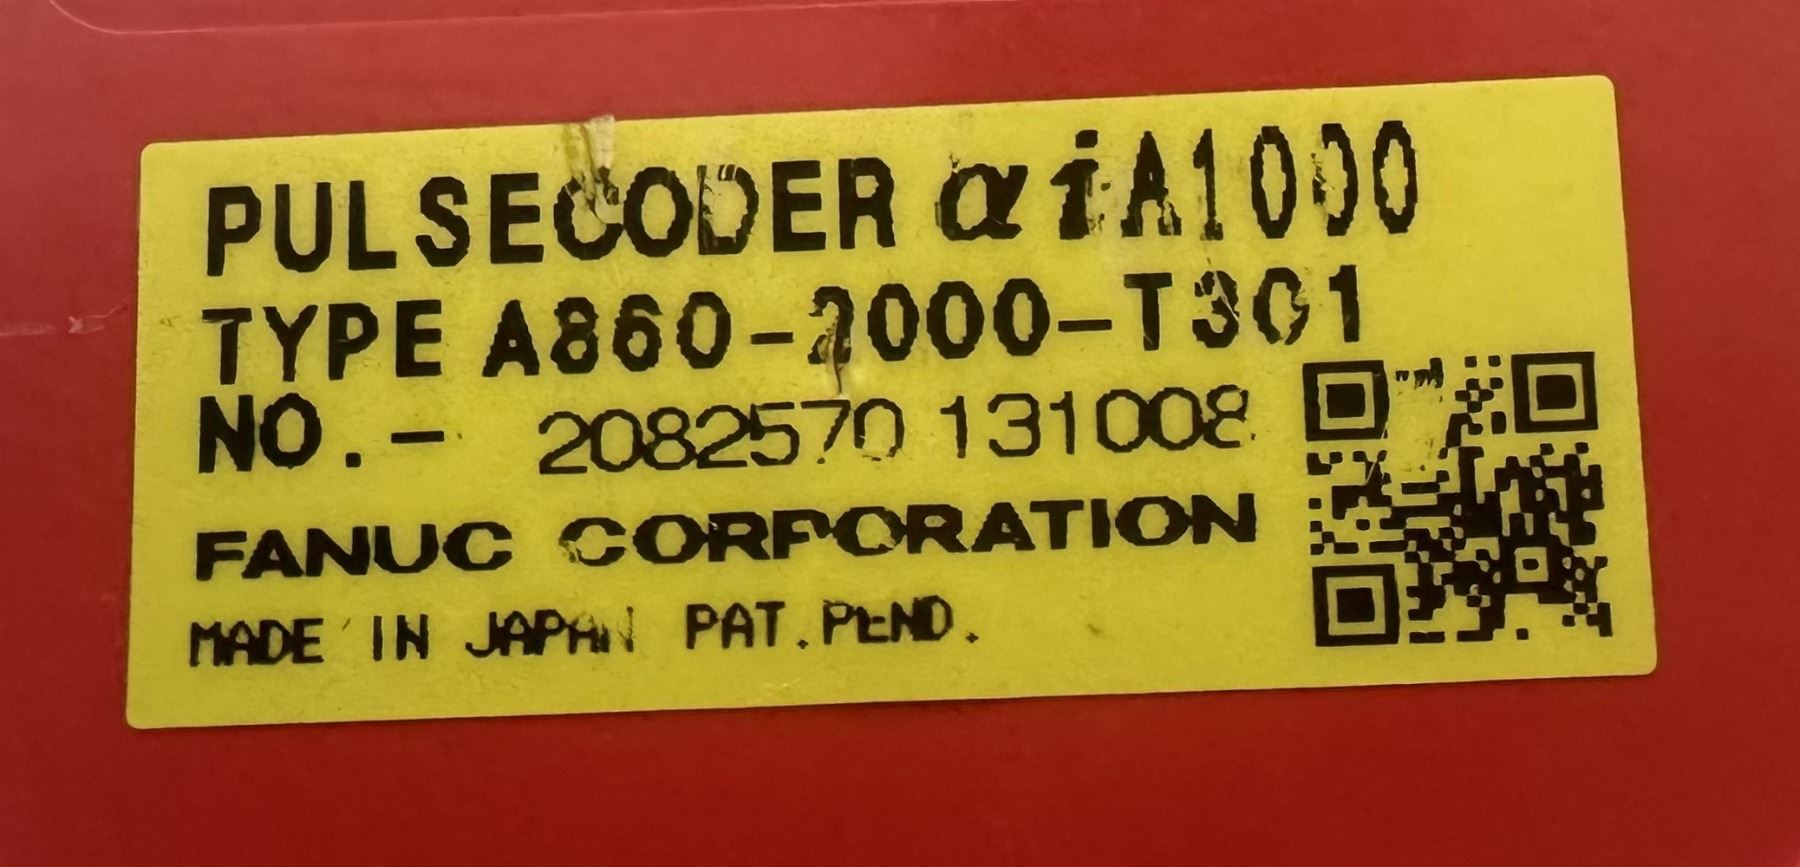 PULSECODER αiA1000
TYPE A860-2000-T301
NO.- 2082570 131008
FANUC CORPORATION
MADE IN JAPAN PAT.PEND.